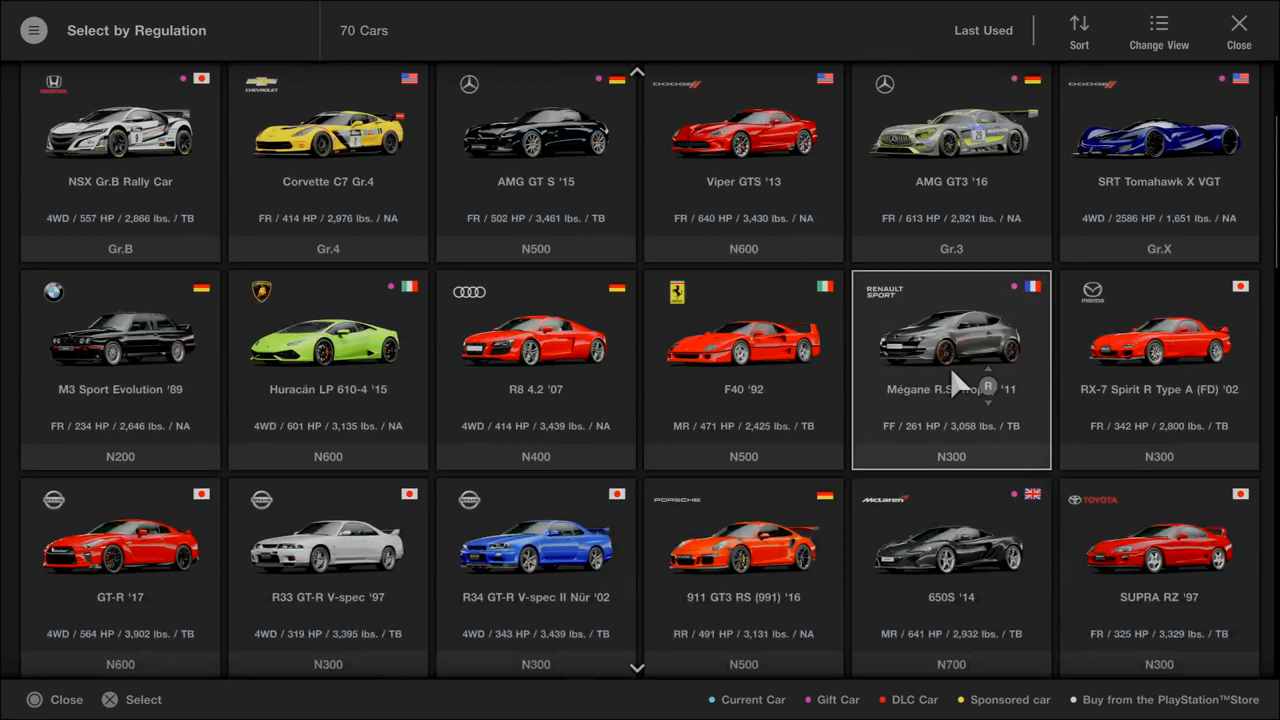 Select by Regulation
70 Cars
Last Used
Sort
Change View
Close
HONDA
CHEVROLET
DODGE
DODGE
NSX Gr.B Rally Car
Corvette C7 Gr.4
AMG GT S '15
Viper GTS '13
AMG GT3 '16
SRT Tomahawk X VGT
4WD / 557 HP / 2,866 lbs. / TB
FR / 414 HP / 2,976 lbs. / NA
FR / 502 HP / 3,461 lbs. / TB
FR / 640 HP / 3,430 lbs. / NA
FR / 613 HP / 2,921 lbs. / NA
4WD / 2586 HP / 1,651 lbs. / NA
Gr.B
Gr.4
N500
N600
Gr.3
Gr.X
RENAULT
SPORT
mazda
M3 Sport Evolution '89
Huracán LP 610-4 '15
R8 4.2 '07
F40 '92
Mégane R.S. '11
RX-7 Spirit R Type A (FD) '02
FR / 234 HP / 2,646 lbs. / NA
4WD / 601 HP / 3,135 lbs. / NA
4WD / 414 HP / 3,439 lbs. / NA
MR / 471 HP / 2,425 lbs. / TB
FF / 261 HP / 3,058 lbs. / TB
FR / 342 HP / 2,800 lbs. / TB
N200
N600
N400
N500
N300
N300
R
PORSCHE
McLaren
TOYOTA
GT-R '17
R33 GT-R V-spec '97
R34 GT-R V-spec II Nür '02
911 GT3 RS (991) '16
650S '14
SUPRA RZ '97
4WD / 564 HP / 3,902 lbs. / TB
4WD / 319 HP / 3,395 lbs. / TB
4WD / 343 HP / 3,439 lbs. / TB
RR / 491 HP / 3,131 lbs. / NA
MR / 641 HP / 2,932 lbs. / TB
FR / 325 HP / 3,329 lbs. / TB
N600
N300
N300
N500
N700
N300
Close
Select
Current Car
Gift Car
DLC Car
Sponsored car
Buy from the PlayStation™Store